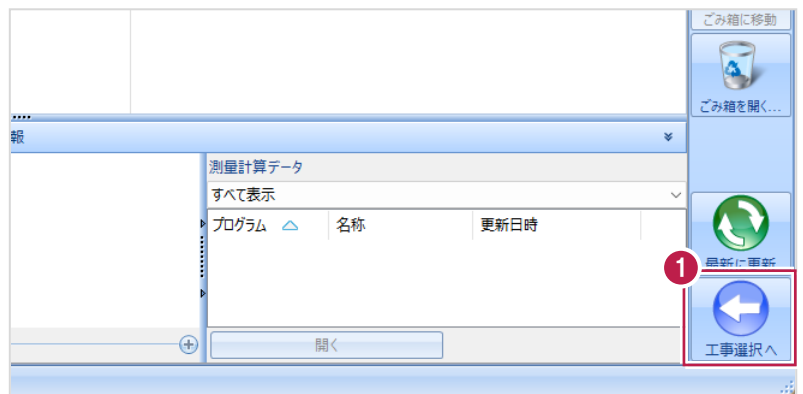 ごみ箱に移動
ごみ箱を開く...
報
測量計算データ
すべて表示
プログラム 名称 更新日時
最新に更新
1
工事選択へ
開く